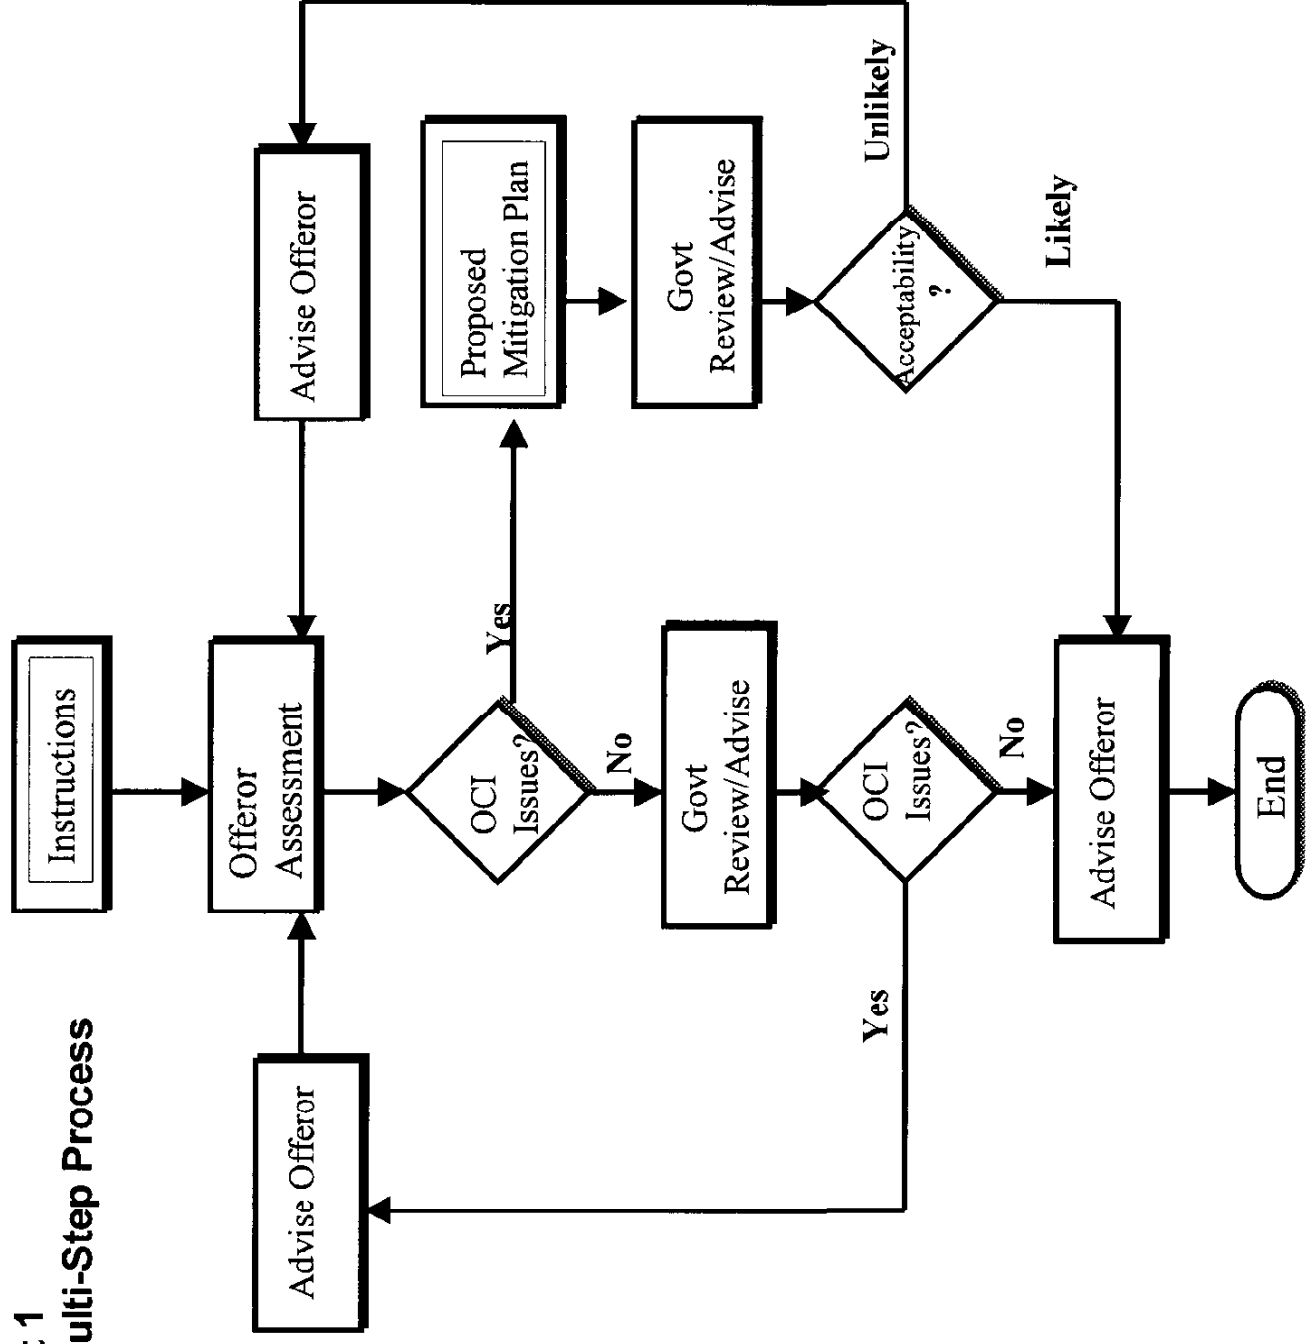 1
ulti-Step Process
Instructions
Advise Offeror
Offeror
Assessment
Advise Offeror
OCI
Issues?
Yes
Proposed
Mitigation Plan
No
Govt
Review/Advise
Govt
Review/Advise
Yes
OCI
Issues?
Acceptability
?
Unlikely
No
Likely
Advise Offeror
End